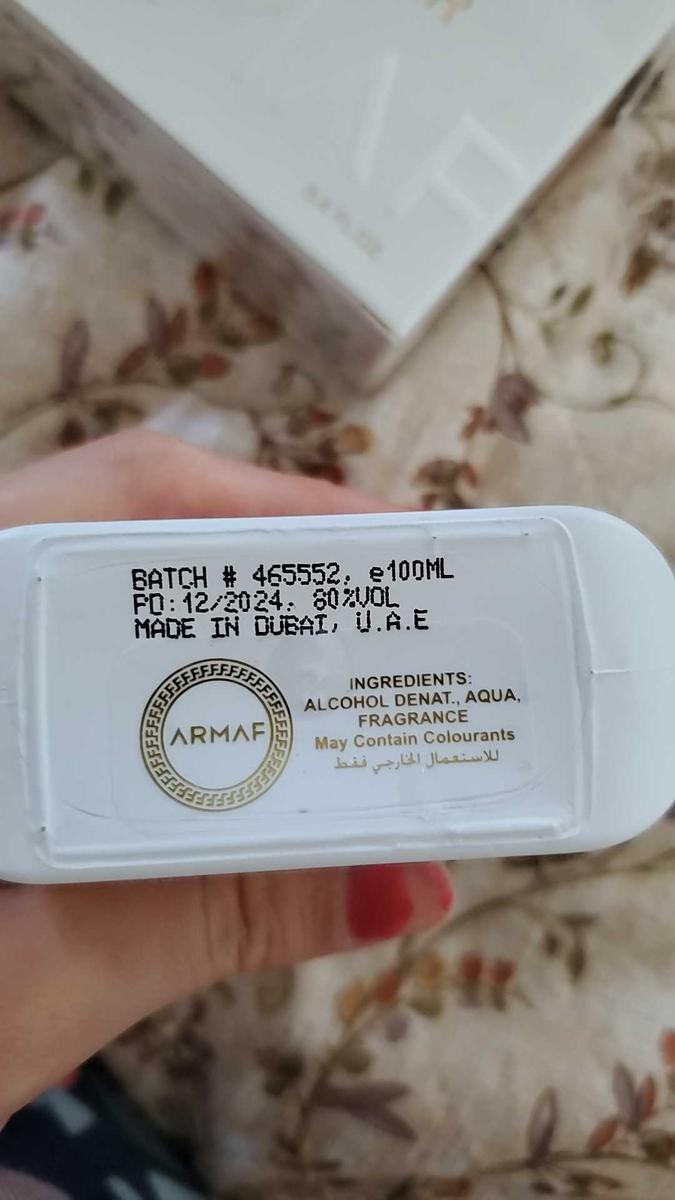 BATCH # 465552, e100ML
PD:12/2024, 80%VOL
MADE IN DUBAI, U.A.E
ARMAF
INGREDIENTS:
ALCOHOL DENAT., AQUA,
FRAGRANCE
May Contain Colourants
للاستعمال الخارجي فقط